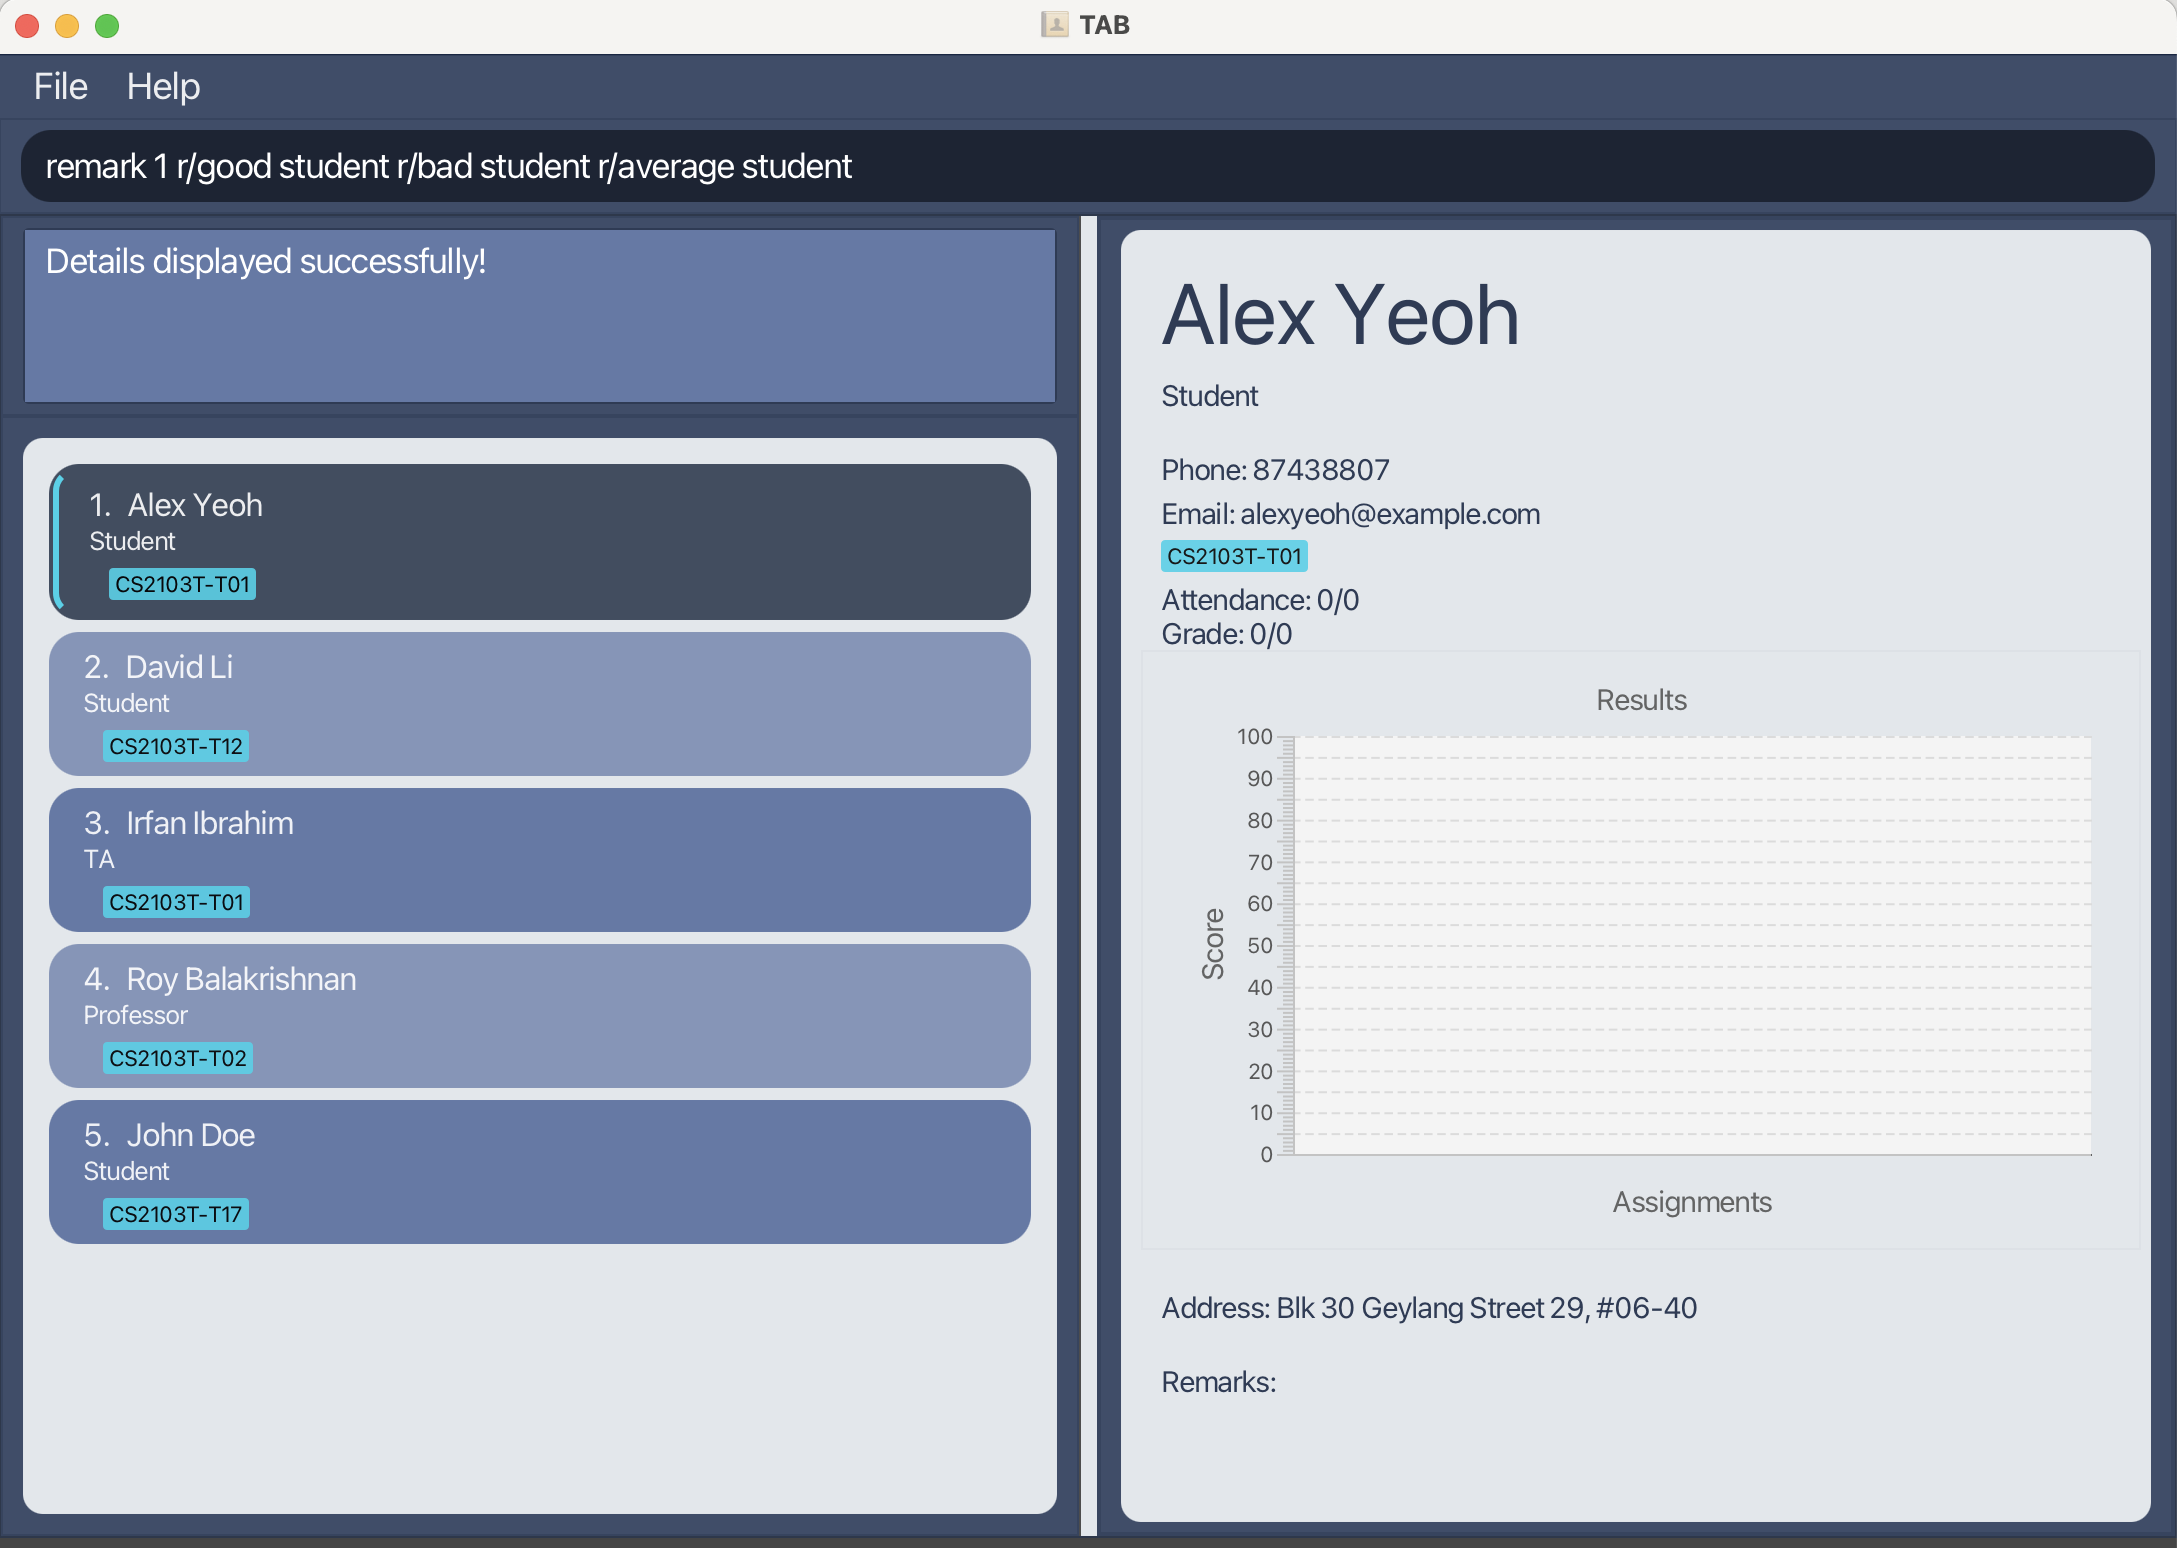 TAB
File Help
remark 1 r/good student r/bad student r/average student
Details displayed successfully!
1. Alex Yeoh
Student
CS2103T-T01
2. David Li
Student
CS2103T-T12
3. Irfan Ibrahim
TA
CS2103T-T01
4. Roy Balakrishnan
Professor
CS2103T-T02
5. John Doe
Student
CS2103T-T17
Alex Yeoh
Student
Phone: 87438807
Email: alexyeoh@example.com
CS2103T-T01
Attendance: 0/0
Grade: 0/0
Results
100
90
80
70
60
50
40
30
20
10
0
Score
Assignments
Address: Blk 30 Geylang Street 29, #06-40
Remarks: